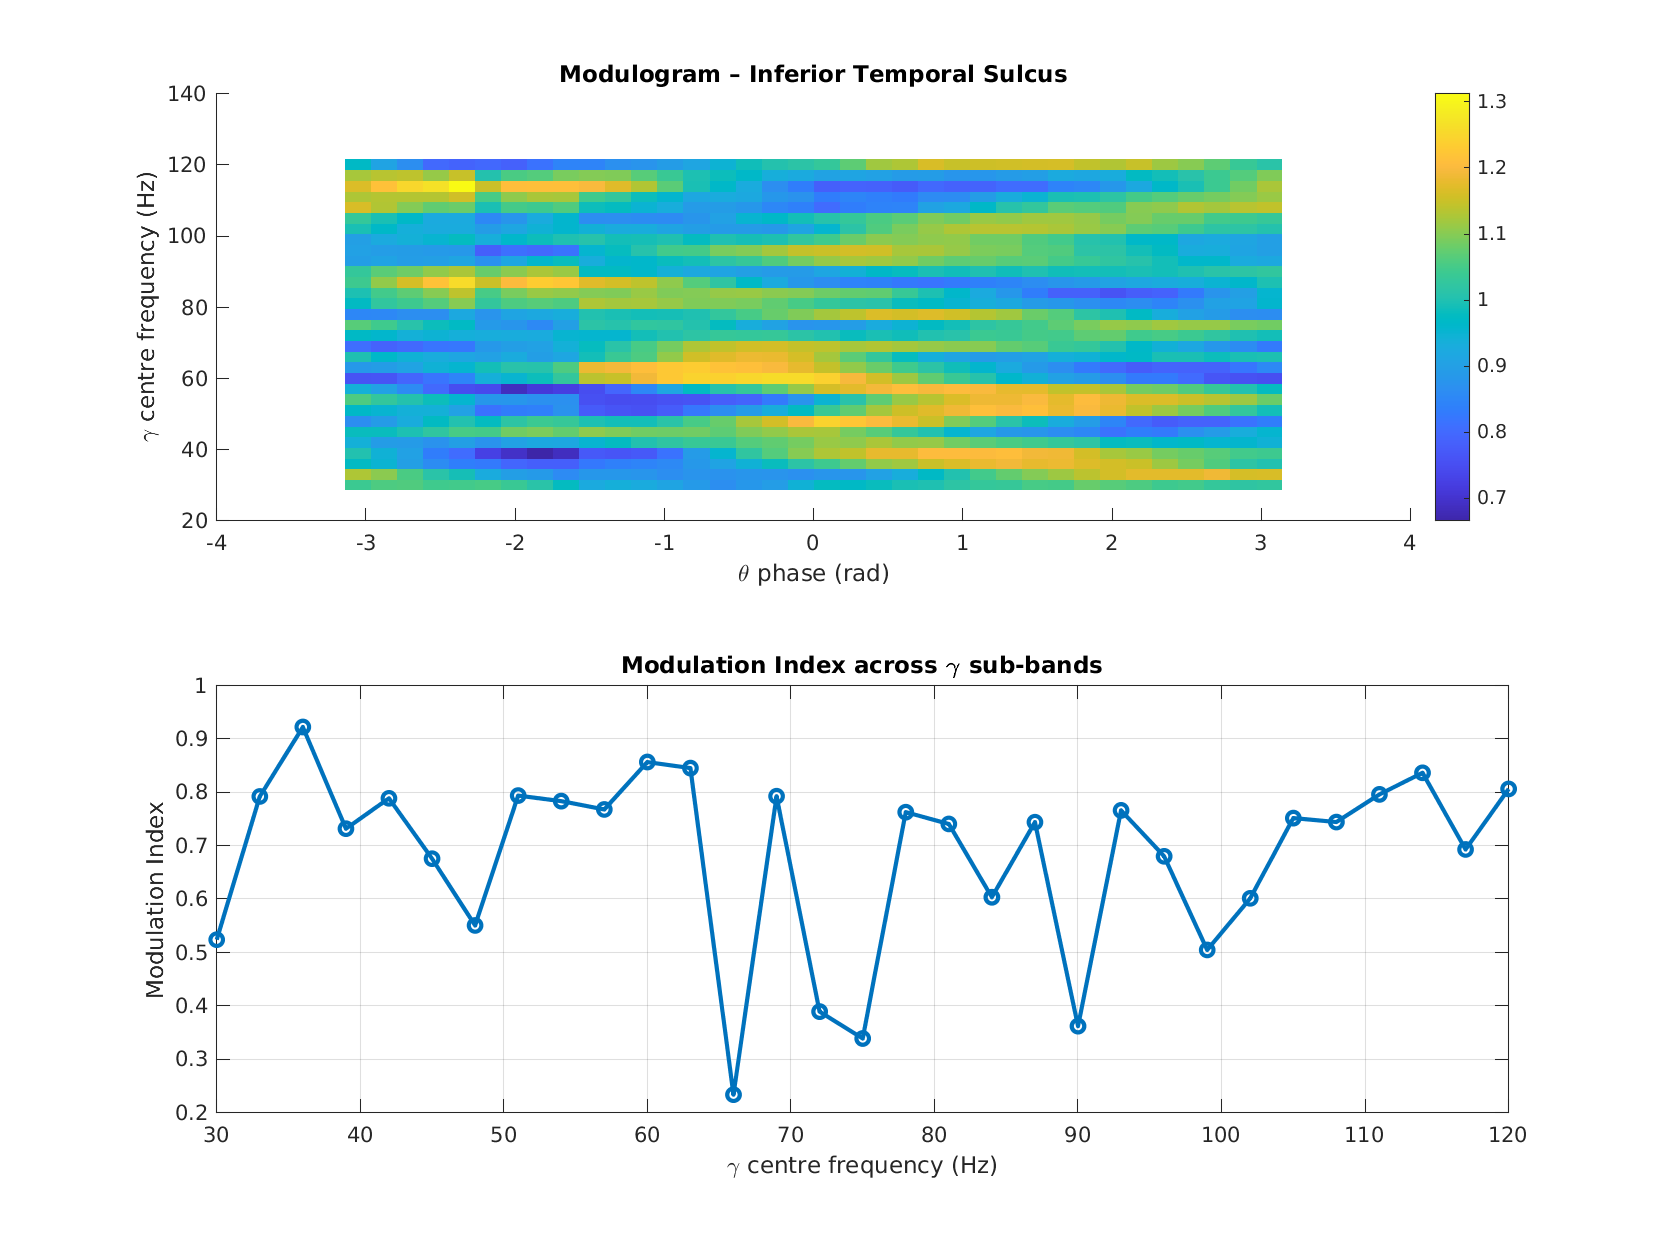 Modulogram – Inferior Temporal Sulcus
140
120
100
80
60
40
20
γ centre frequency (Hz)
-4 -3 -2 -1 0 1 2 3 4
θ phase (rad)
1.3
1.2
1.1
1
0.9
0.8
0.7
Modulation Index across γ sub-bands
1
0.9
0.8
0.7
0.6
0.5
0.4
0.3
0.2
Modulation Index
30 40 50 60 70 80 90 100 110 120
γ centre frequency (Hz)